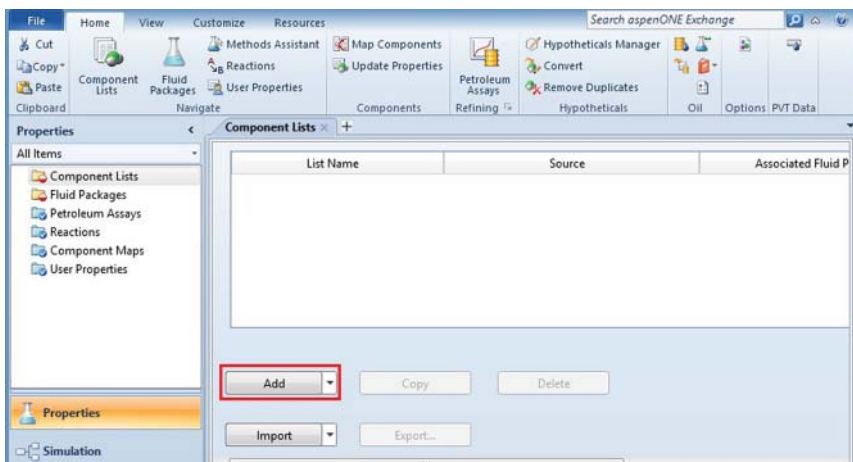 File Home View Customize Resources Search aspenONE Exchange
Cut Methods Assistant Map Components Hypotheticals Manager
Copy Reactions Update Properties Convert
Paste Component Lists Fluid Packages User Properties Petroleum Assays Remove Duplicates
Clipboard Navigate Components Refining Hypotheticals Oil Options PVT Data
Properties < Component Lists × +
All Items
List Name Source Associated Fluid P
Component Lists
Fluid Packages
Petroleum Assays
Reactions
Component Maps
User Properties
Add Copy Delete
Properties
Import Export...
Simulation